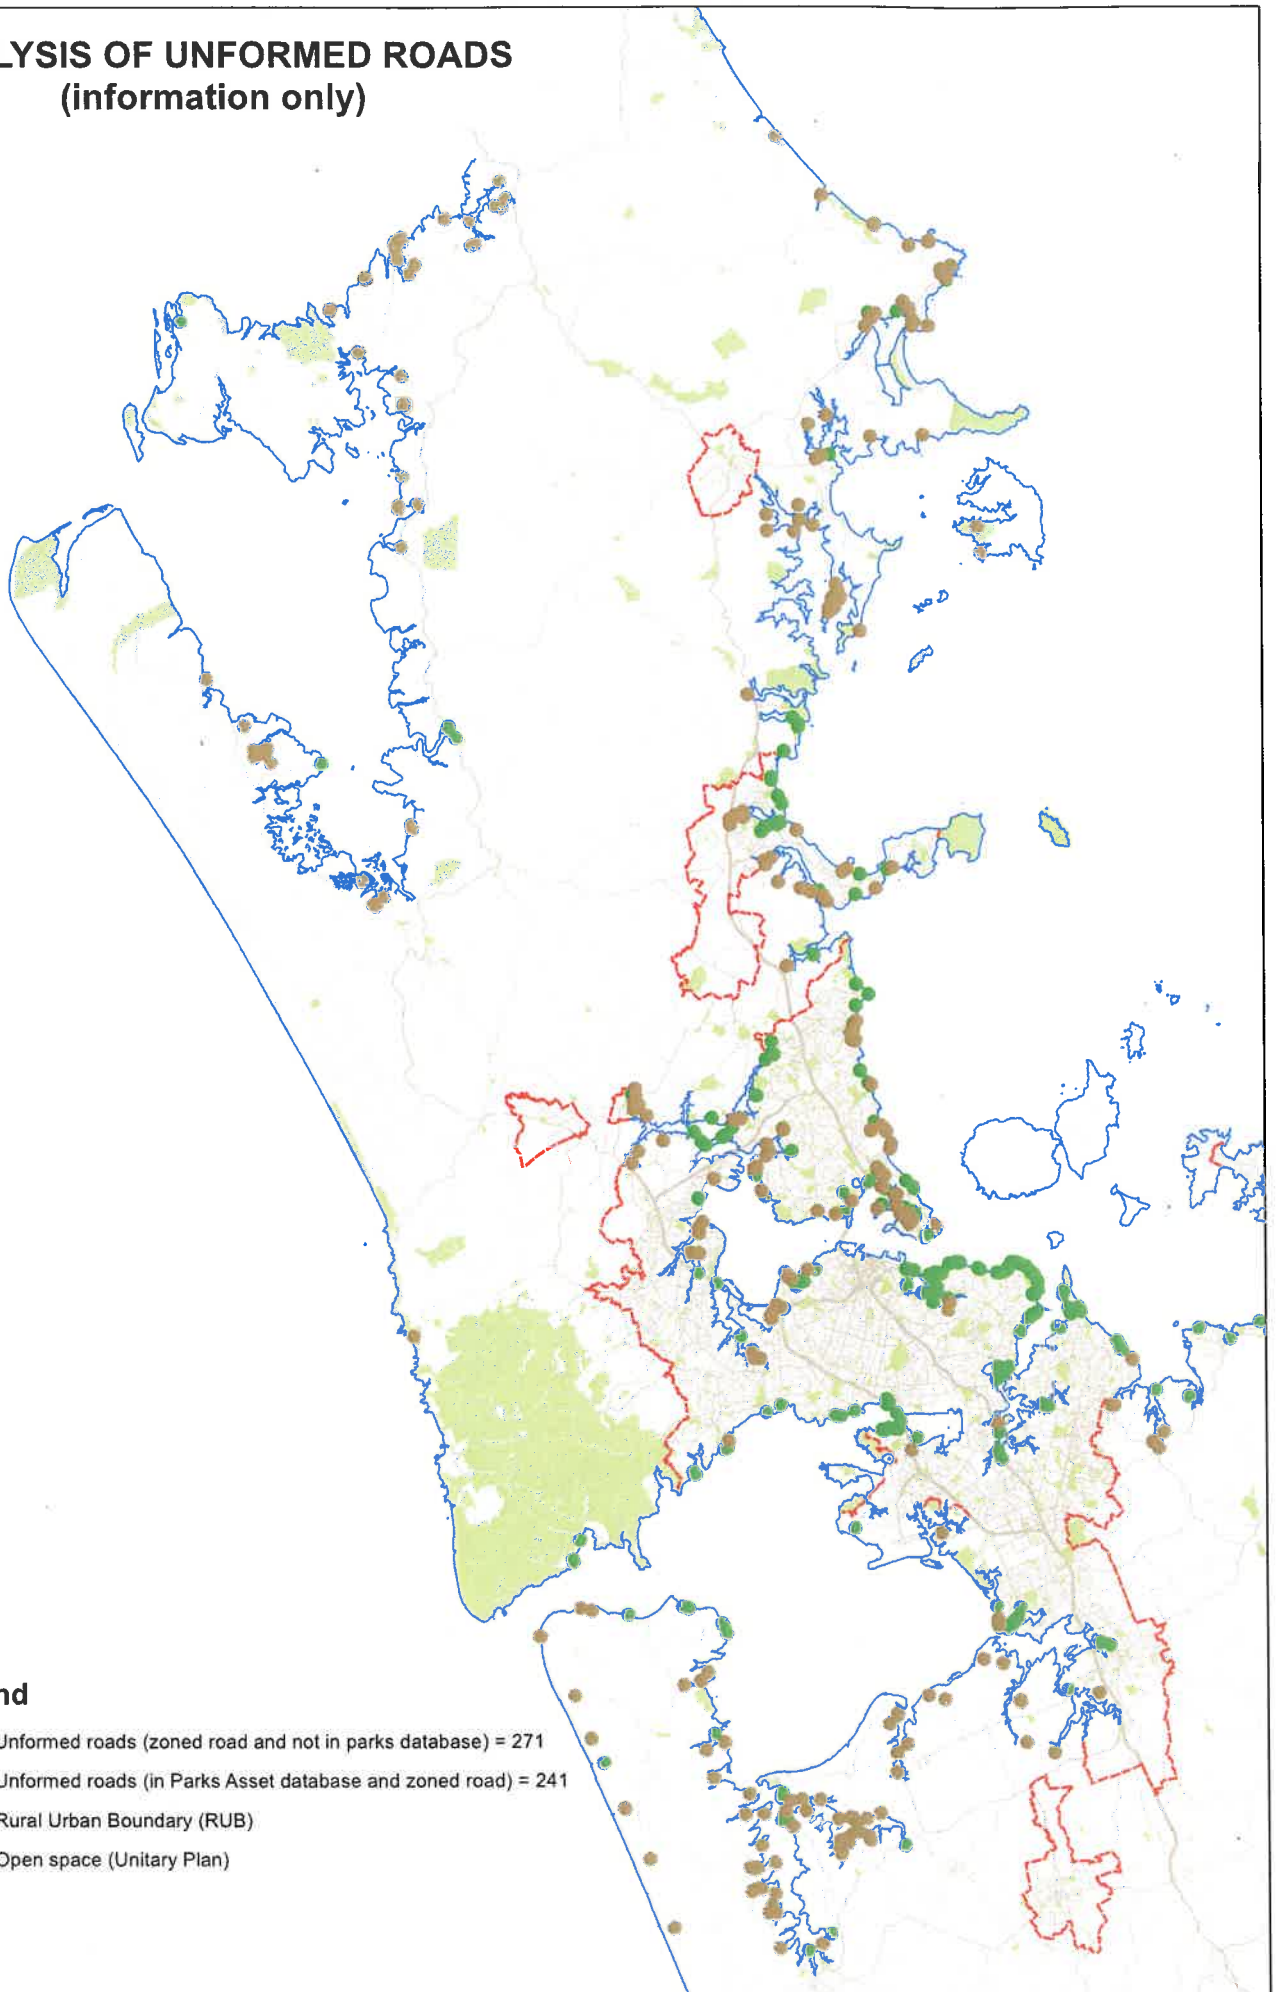 LYSIS OF UNFORMED ROADS
(information only)
nd
Unformed roads (zoned road and not in parks database) = 271
Unformed roads (in Parks Asset database and zoned road) = 241
Rural Urban Boundary (RUB)
Open space (Unitary Plan)